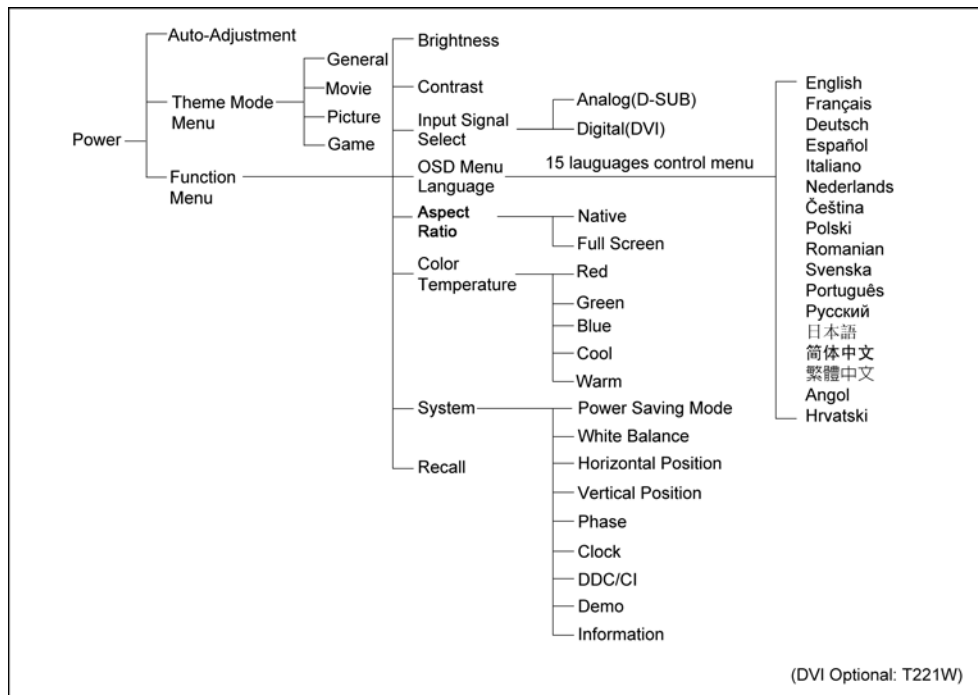 Power
Auto-Adjustment
Theme Mode
Menu
General
Movie
Picture
Game
Function
Menu
Brightness
Contrast
Input Signal
Select
Analog(D-SUB)
Digital(DVI)
OSD Menu
Language
15 lauguages control menu
English
Français
Deutsch
Español
Italiano
Nederlands
Čeština
Polski
Romanian
Svenska
Português
Русский
日本語
简体中文
繁體中文
Angol
Hrvatski
Aspect
Ratio
Native
Full Screen
Color
Temperature
Red
Green
Blue
Cool
Warm
System
Power Saving Mode
White Balance
Horizontal Position
Vertical Position
Phase
Clock
DDC/CI
Demo
Information
Recall
(DVI Optional: T221W)